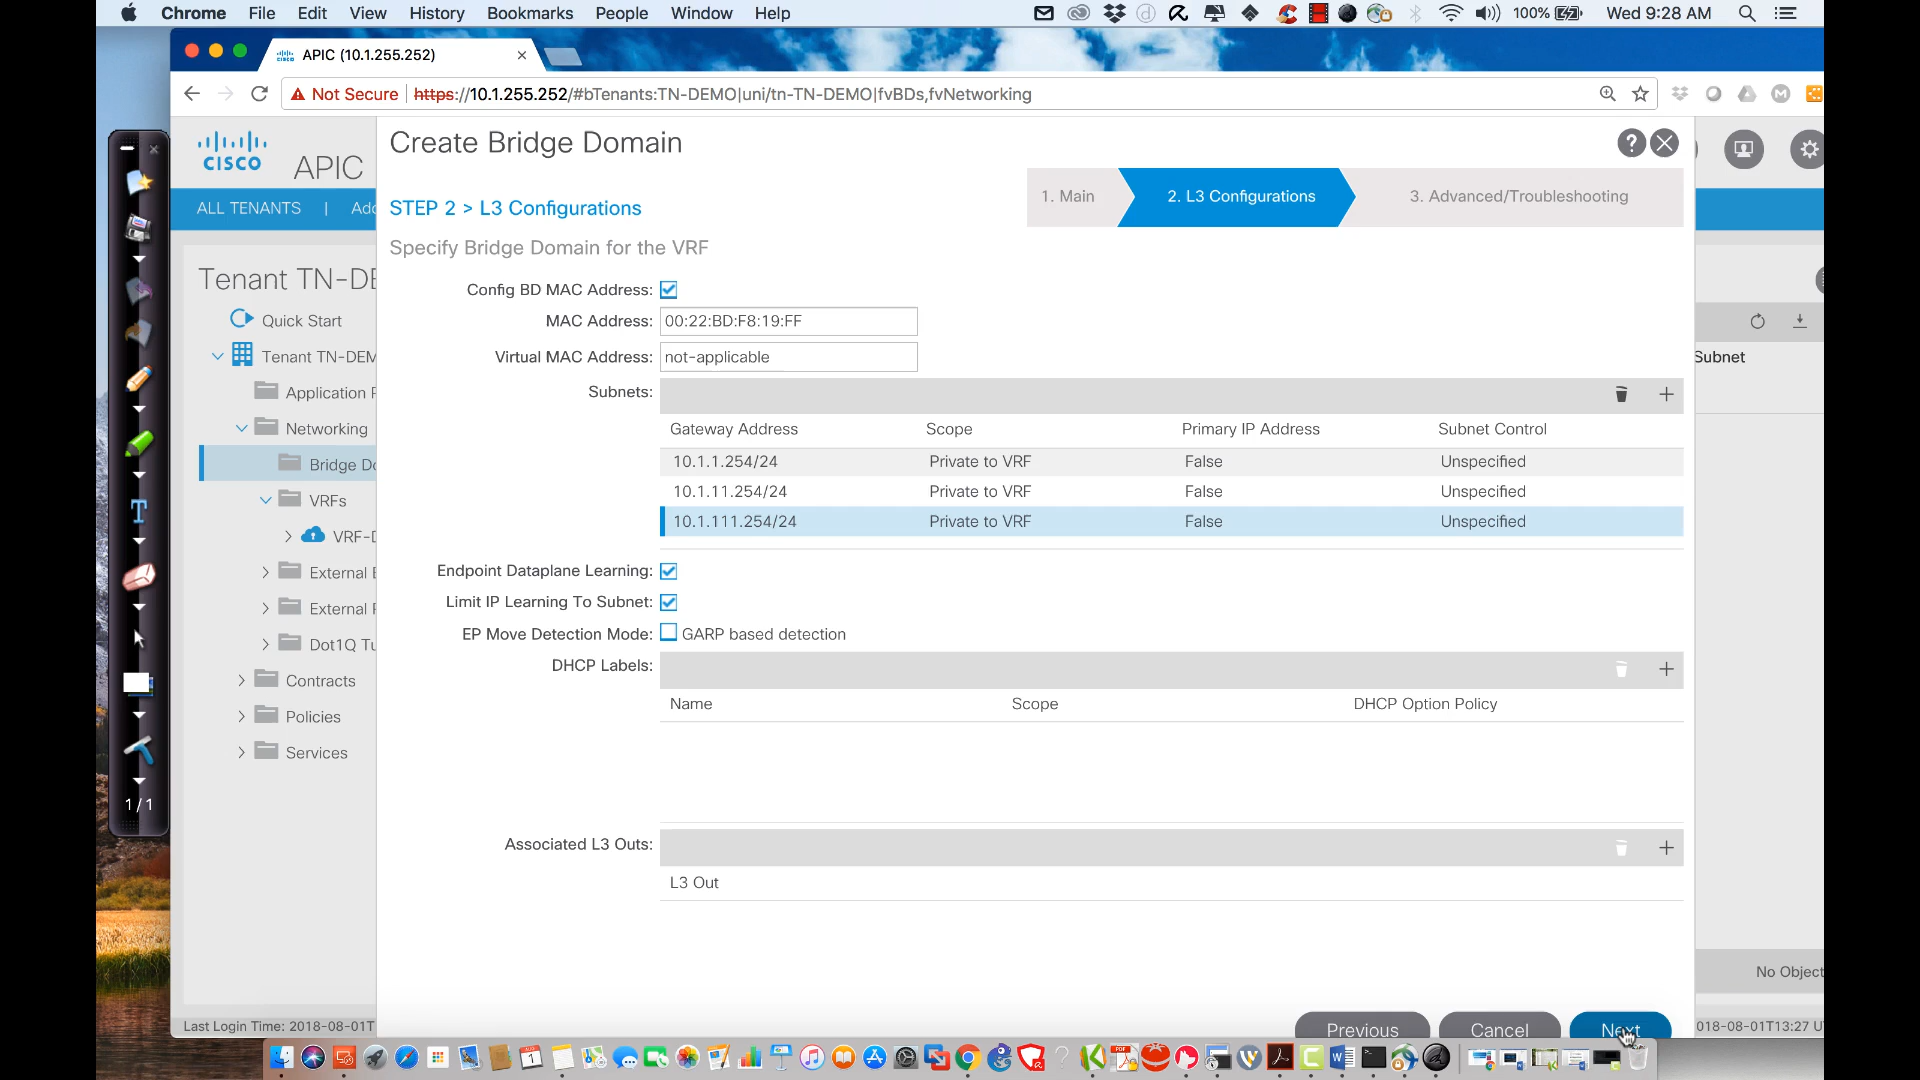 Chrome File Edit View History Bookmarks People Window Help 100% Wed 9:28 AM
APIC (10.1.255.252)
Not Secure | https://10.1.255.252/#bTenants:TN-DEMO|uni/tn-TN-DEMO|fvBDs,fvNetworking
CISCO APIC
Create Bridge Domain
ALL TENANTS | Adc
STEP 2 > L3 Configurations
1. Main 2. L3 Configurations 3. Advanced/Troubleshooting
Specify Bridge Domain for the VRF
Tenant TN-DE
Quick Start
Tenant TN-DEM
Application P
Networking
Bridge Do
VRFs
VRF-D
External E
External F
Dot1Q Tu
Contracts
Policies
Services
Config BD MAC Address:
MAC Address: 00:22:BD:F8:19:FF
Virtual MAC Address: not-applicable
Subnets:
Gateway Address Scope Primary IP Address Subnet Control
10.1.1.254/24 Private to VRF False Unspecified
10.1.11.254/24 Private to VRF False Unspecified
10.1.111.254/24 Private to VRF False Unspecified
Endpoint Dataplane Learning:
Limit IP Learning To Subnet:
EP Move Detection Mode: GARP based detection
DHCP Labels:
Name Scope DHCP Option Policy
Associated L3 Outs:
L3 Out
Subnet
No Object
Previous Cancel Next
Last Login Time: 2018-08-01T
018-08-01T13:27 U
1/1